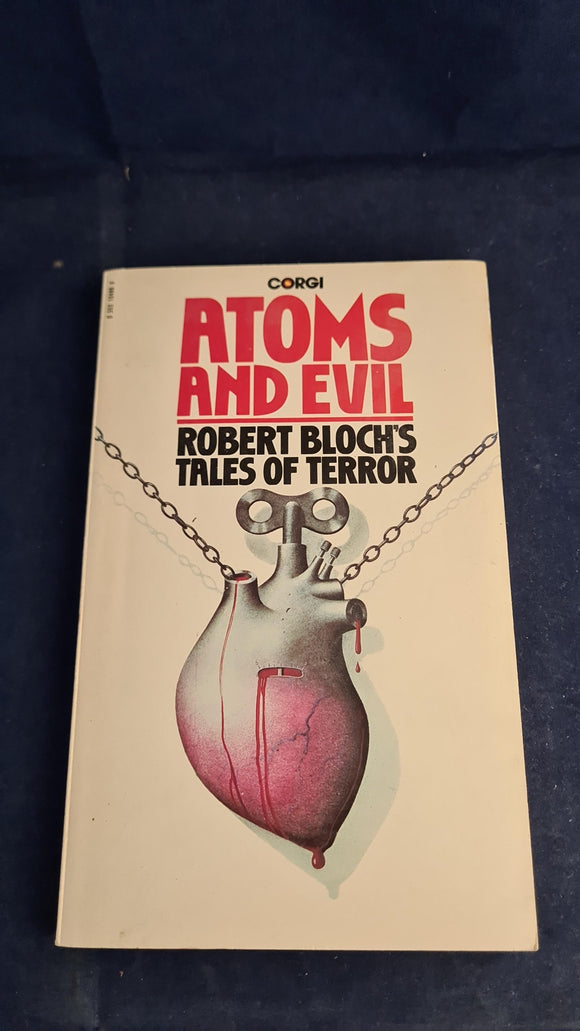 CORGI
ATOMS
AND EVIL
ROBERT BLOCH'S
TALES OF TERROR